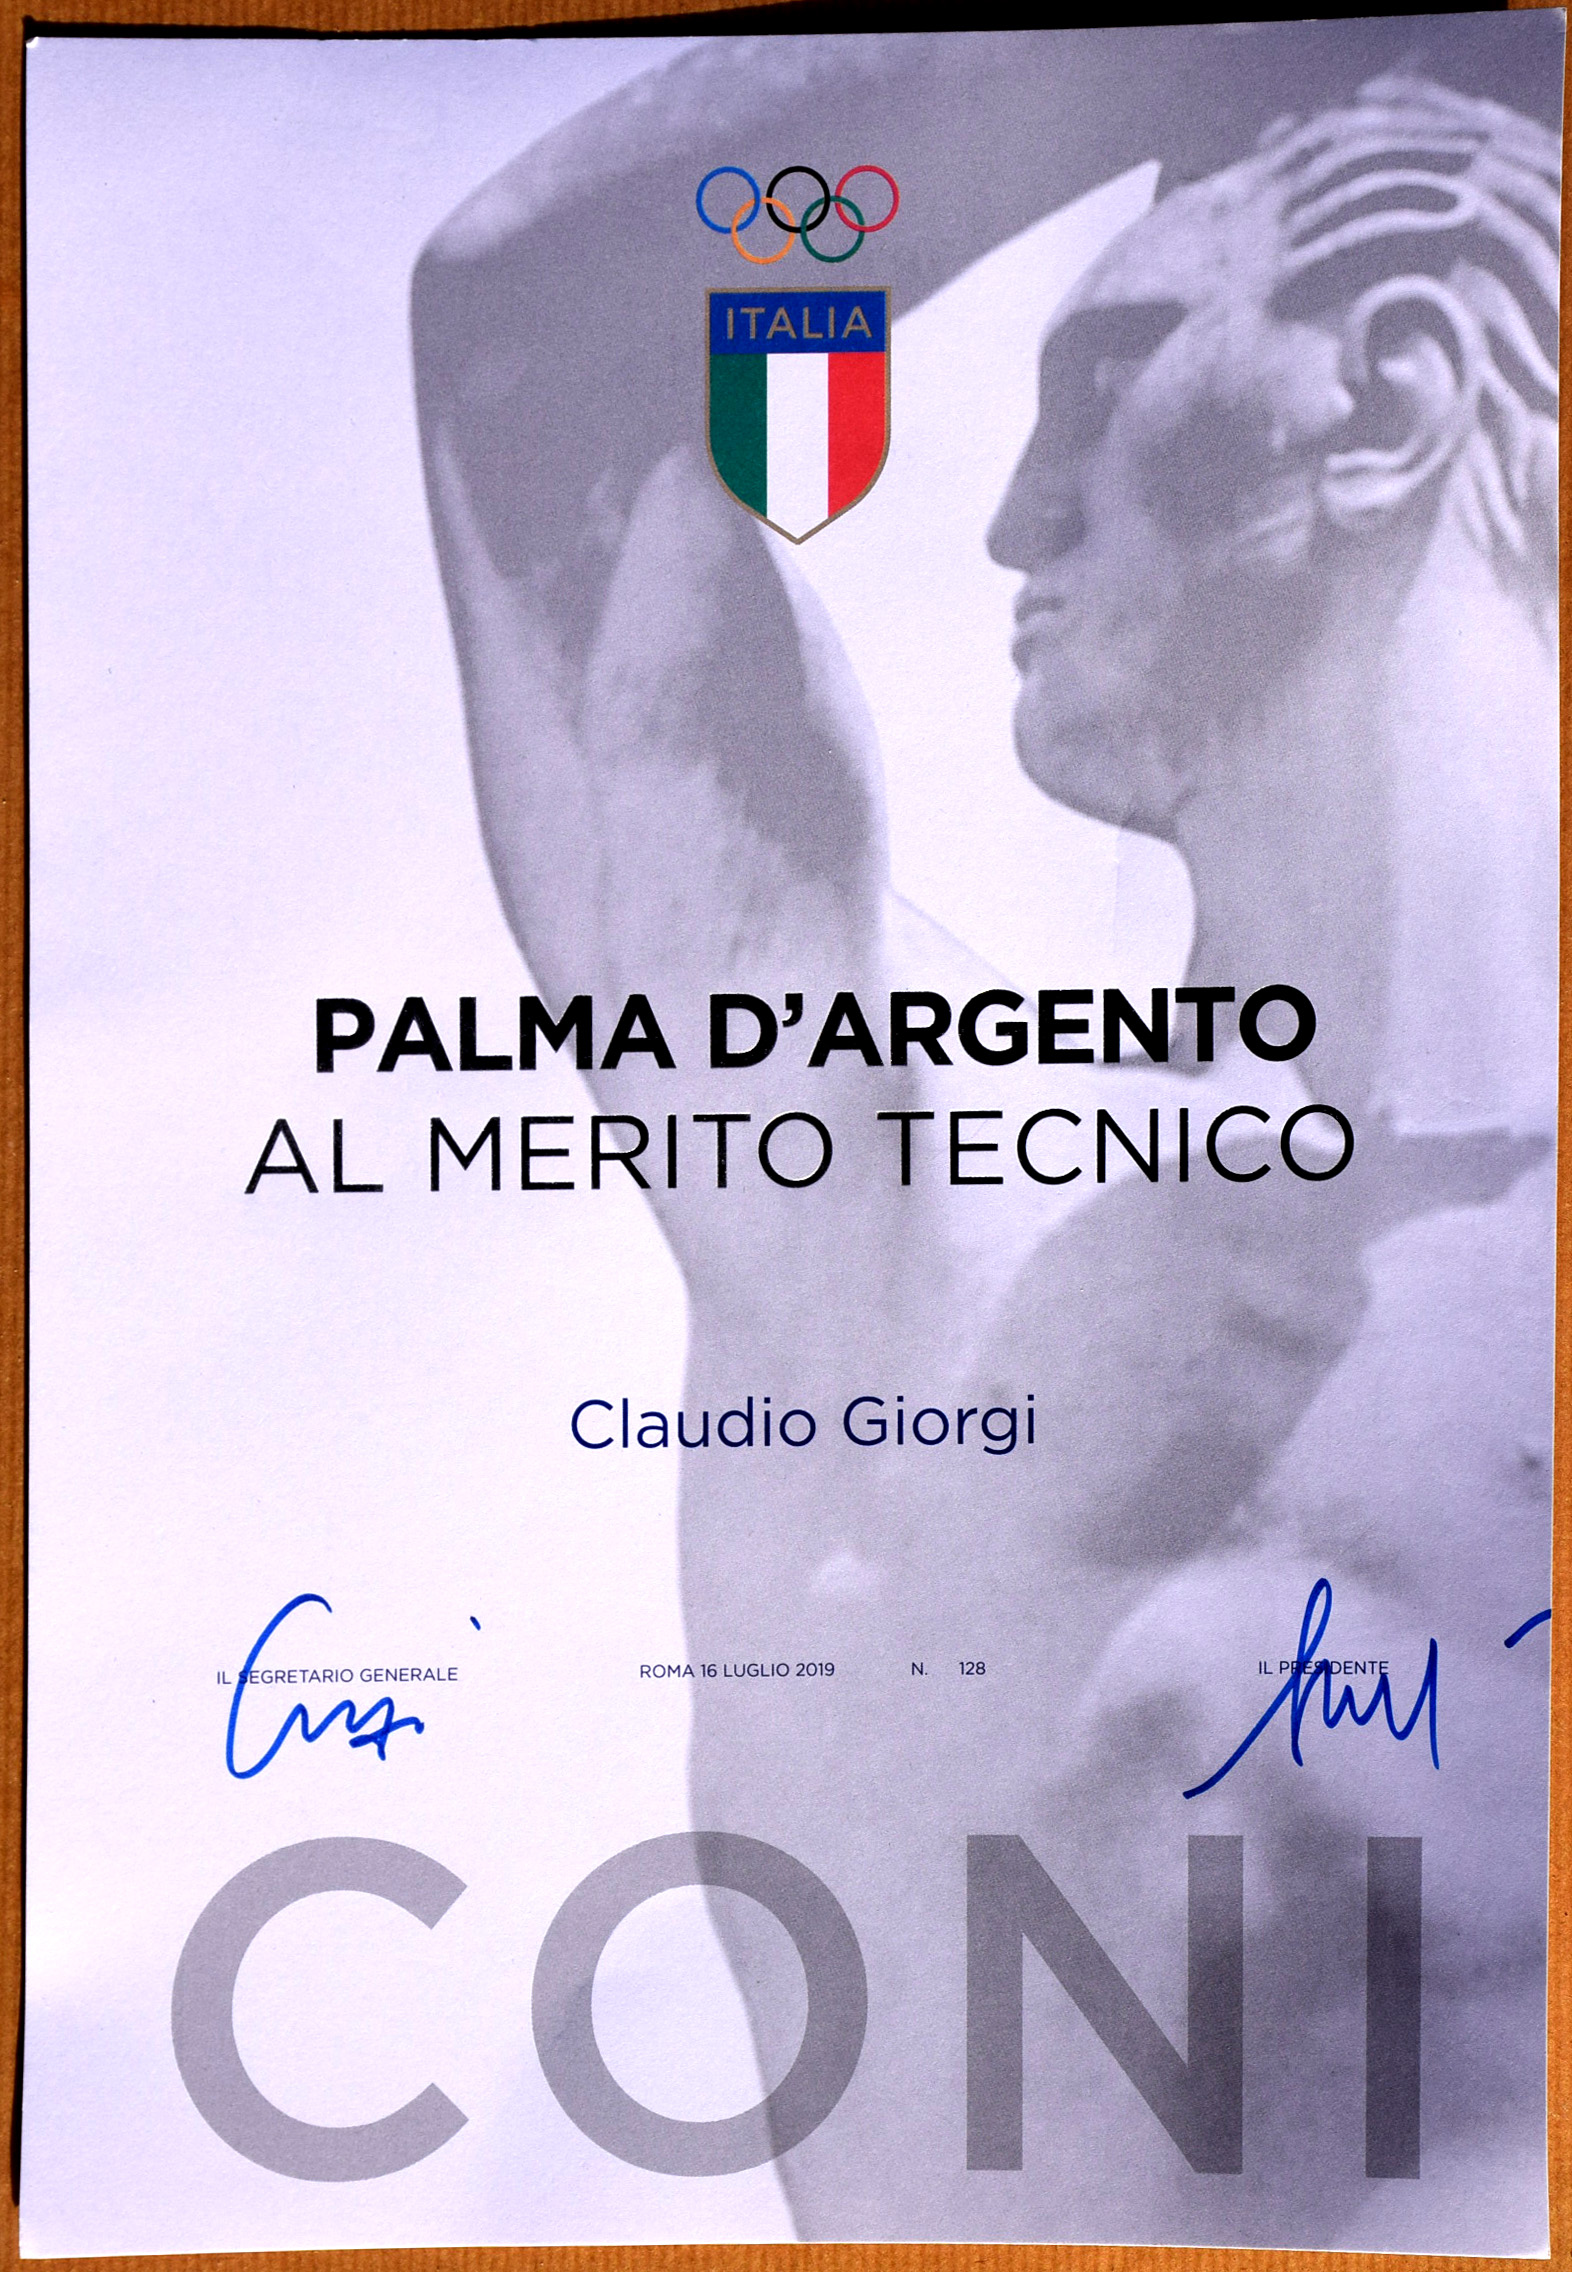 ITALIA
PALMA D'ARGENTO
AL MERITO TECNICO
Claudio Giorgi
IL SEGRETARIO GENERALE ROMA 16 LUGLIO 2019 N. 128 IL PRESIDENTE
CONI